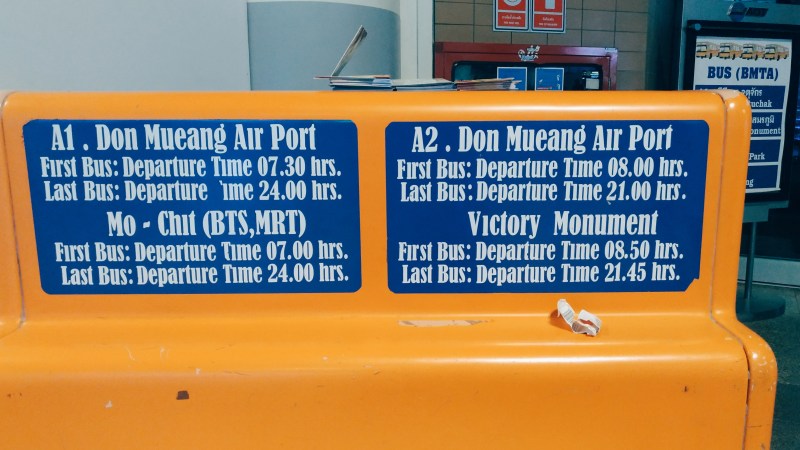 A1 . Don Mueang Air Port
First Bus: Departure Time 07.30 hrs.
Last Bus: Departure ime 24.00 hrs.
Mo - Chit (BTS,MRT)
First Bus: Departure Time 07.00 hrs.
Last Bus: Departure Time 24.00 hrs.
A2 . Don Mueang Air Port
First Bus: Departure Time 08.00 hrs.
Last Bus: Departure Time 21.00 hrs.
Victory Monument
First Bus: Departure Time 08.50 hrs.
Last Bus: Departure Time 21.45 hrs.
BUS (BMTA)